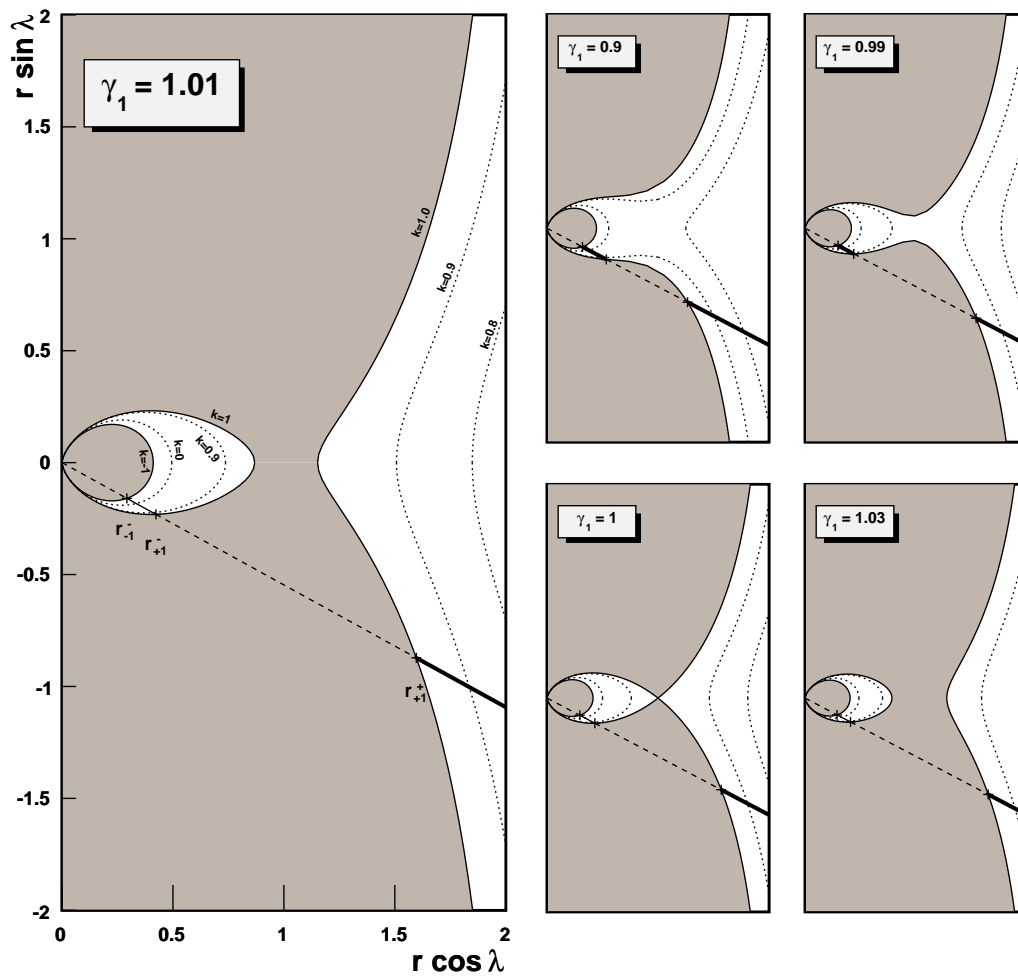 r sin λ
2
1.5
1
0.5
0
-0.5
-1
-1.5
-2
0
0.5
1
1.5
2
r cos λ
γ₁ = 1.01
k=1.0
k=0.9
k=0.8
k=1
k=0.9
k=0
k=-1
r⁻₋₁
r⁻₊₁
r⁺₊₁
γ₁ = 0.9
γ₁ = 0.99
γ₁ = 1
γ₁ = 1.03